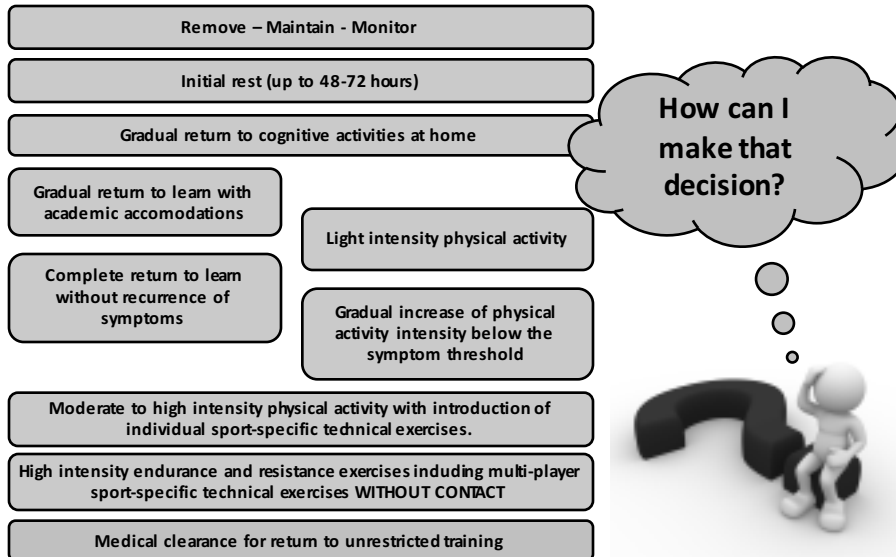 Remove – Maintain - Monitor
Initial rest (up to 48-72 hours)
Gradual return to cognitive activities at home
Gradual return to learn with
academic accomodations
Light intensity physical activity
Complete return to learn
without recurrence of
symptoms
Gradual increase of physical
activity intensity below the
symptom threshold
Moderate to high intensity physical activity with introduction of
individual sport-specific technical exercises.
High intensity endurance and resistance exercises including multi-player
sport-specific technical exercises WITHOUT CONTACT
Medical clearance for return to unrestricted training
How can I
make that
decision?